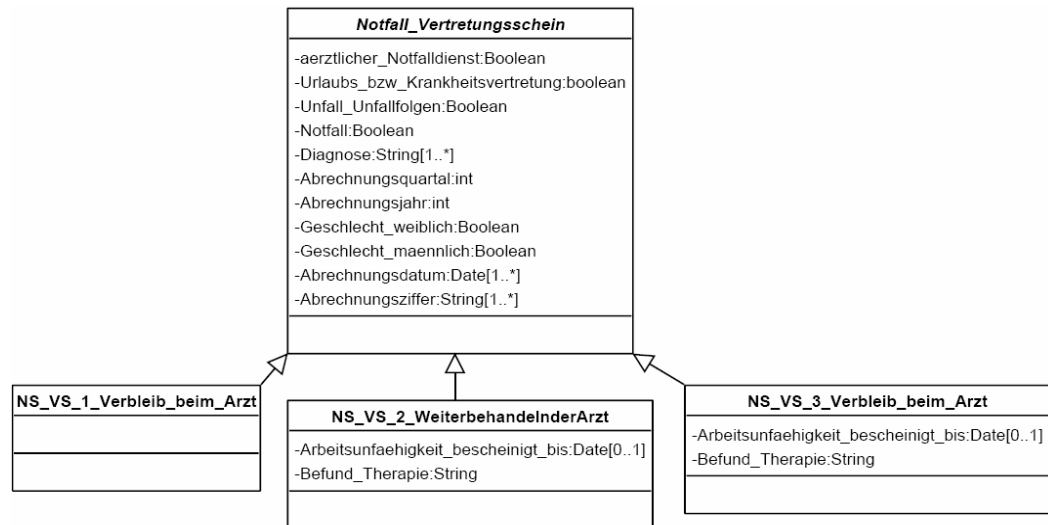 Notfall_Vertretungsschein
-aerztlicher_Notfalldienst:Boolean
-Urlaubs_bzw_Krankheitsvertretung:boolean
-Unfall_Unfallfolgen:Boolean
-Notfall:Boolean
-Diagnose:String[1..*]
-Abrechnungsquartal:int
-Abrechnungsjahr:int
-Geschlecht_weiblich:Boolean
-Geschlecht_maennlich:Boolean
-Abrechnungsdatum:Date[1..*]
-Abrechnungsziffer:String[1..*]
NS_VS_1_Verbleib_beim_Arzt
NS_VS_2_WeiterbehandelnderArzt
-Arbeitsunfaehigkeit_bescheinigt_bis:Date[0..1]
-Befund_Therapie:String
NS_VS_3_Verbleib_beim_Arzt
-Arbeitsunfaehigkeit_bescheinigt_bis:Date[0..1]
-Befund_Therapie:String